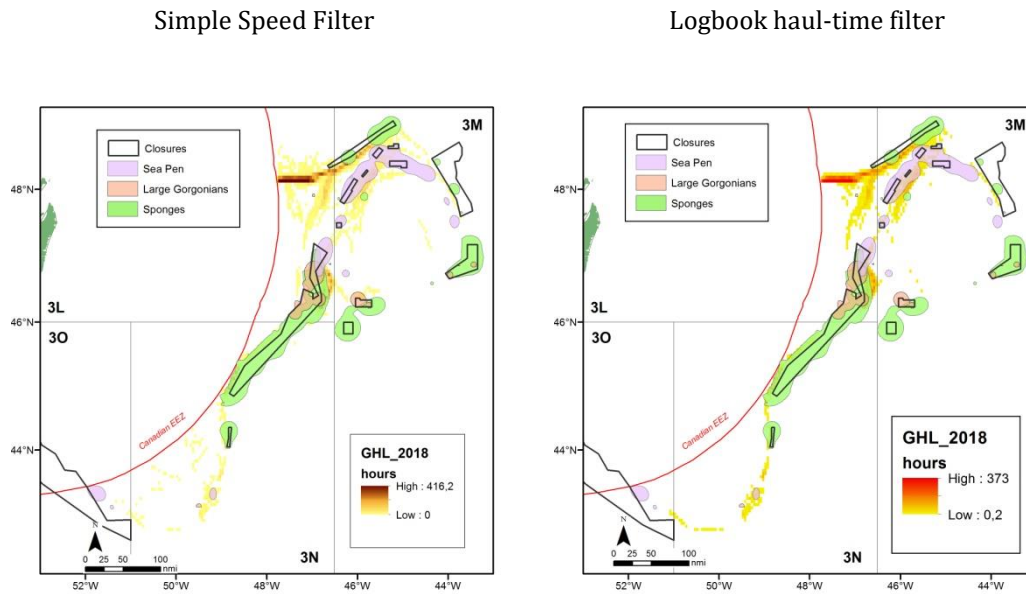 Simple Speed Filter
Logbook haul-time filter
3M
Closures
Sea Pen
Large Gorgonians
Sponges
48°N
3L
46°N
3O
Canadian EEZ
44°N
GHL_2018
hours
High : 416,2
Low : 0
N
0 25 50 100
nmi
3N
52°W 50°W 48°W 46°W 44°W
3M
Closures
Sea Pen
Large Gorgonians
Sponges
48°N
3L
46°N
3O
Canadian EEZ
44°N
GHL_2018
hours
High : 373
Low : 0,2
N
0 25 50 100
nmi
3N
52°W 50°W 48°W 46°W 44°W